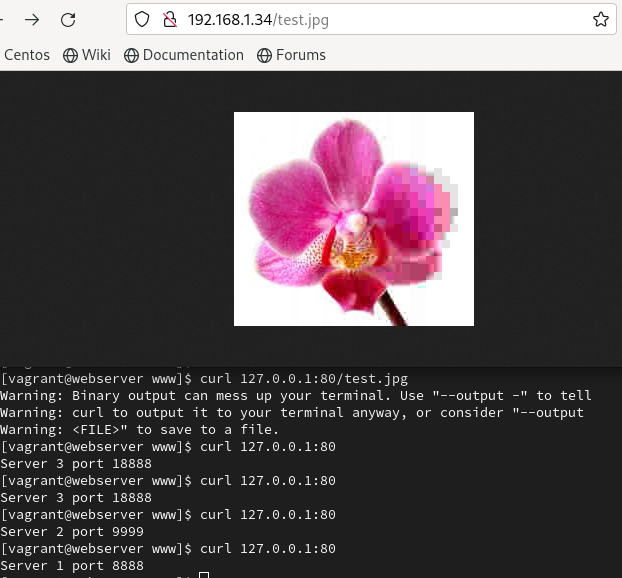 192.168.1.34/test.jpg
Centos Wiki Documentation Forums
[vagrant@webserver www]$ curl 127.0.0.1:80/test.jpg
Warning: Binary output can mess up your terminal. Use "--output -" to tell
Warning: curl to output it to your terminal anyway, or consider "--output
Warning: <FILE>" to save to a file.
[vagrant@webserver www]$ curl 127.0.0.1:80
Server 3 port 18888
[vagrant@webserver www]$ curl 127.0.0.1:80
Server 3 port 18888
[vagrant@webserver www]$ curl 127.0.0.1:80
Server 2 port 9999
[vagrant@webserver www]$ curl 127.0.0.1:80
Server 1 port 8888